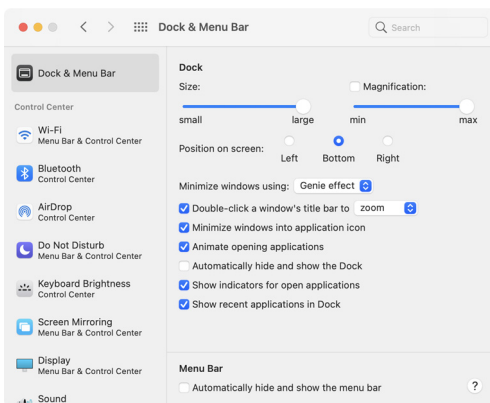 Dock & Menu Bar
Search
Dock & Menu Bar
Control Center
Wi-Fi
Menu Bar & Control Center
Bluetooth
Control Center
AirDrop
Control Center
Do Not Disturb
Menu Bar & Control Center
Keyboard Brightness
Control Center
Screen Mirroring
Menu Bar & Control Center
Display
Menu Bar & Control Center
Sound
Dock
Size:
Magnification:
small large min max
Position on screen:
Left Bottom Right
Minimize windows using: Genie effect
Double-click a window's title bar to zoom
Minimize windows into application icon
Animate opening applications
Automatically hide and show the Dock
Show indicators for open applications
Show recent applications in Dock
Menu Bar
Automatically hide and show the menu bar
?